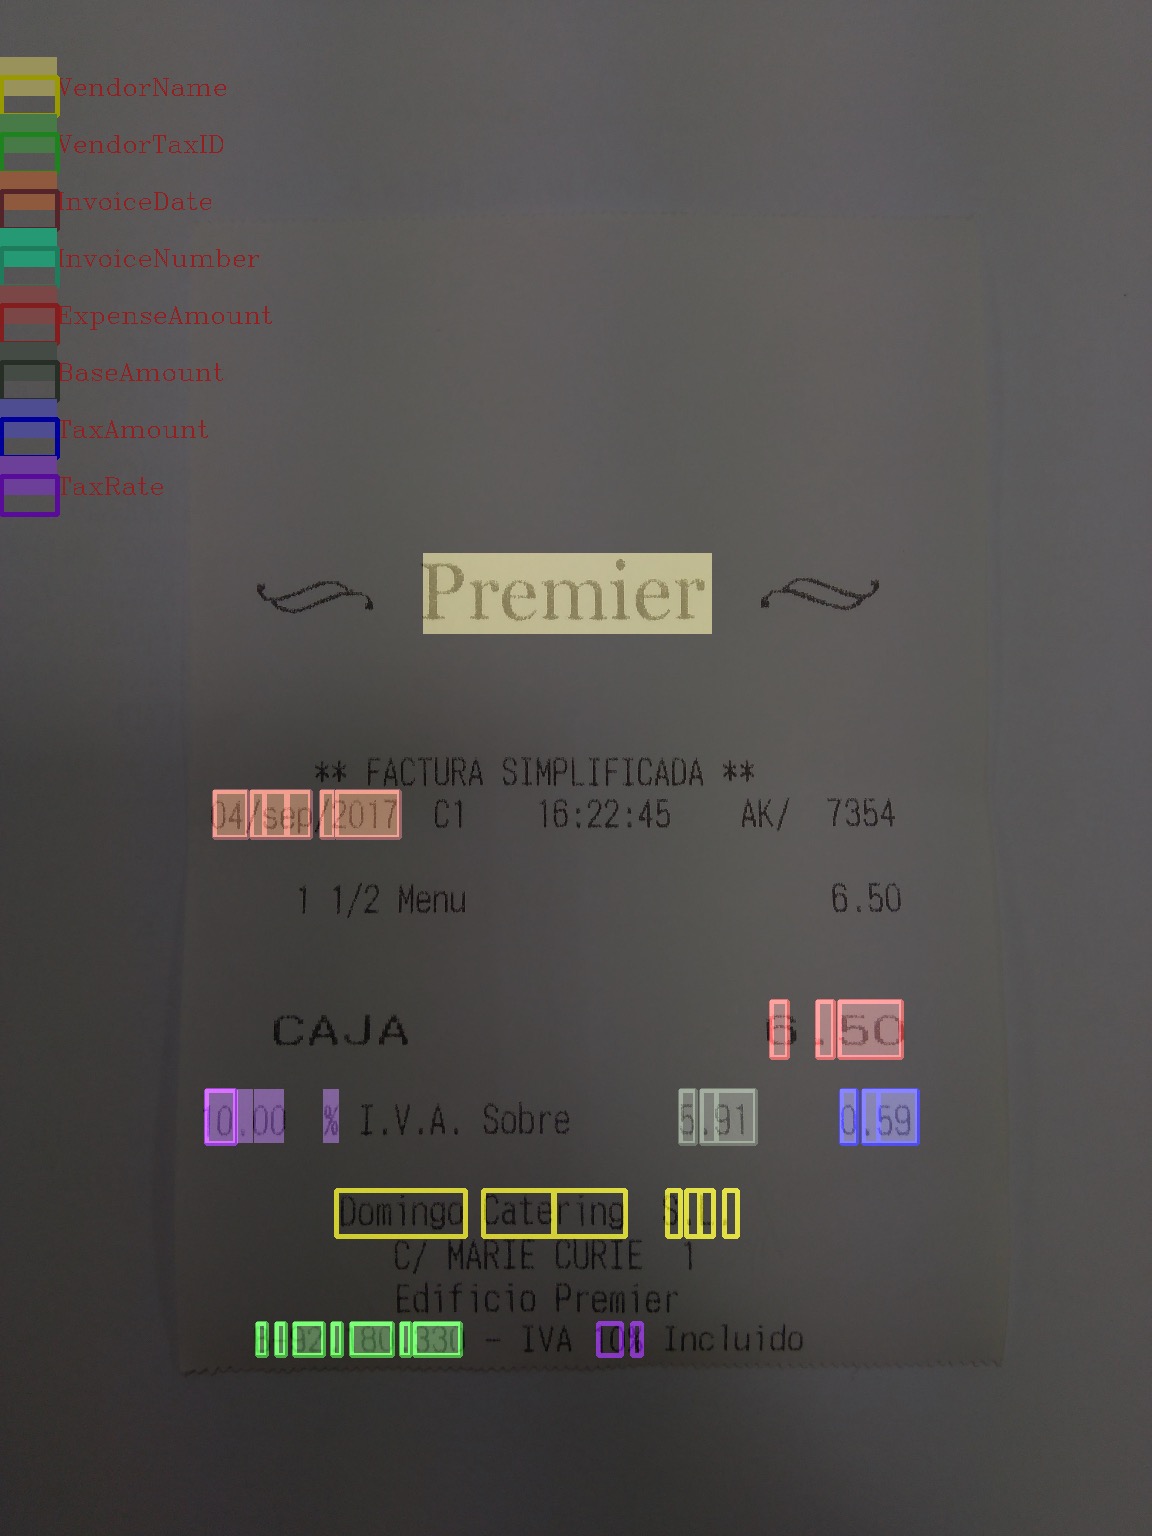 VendorName
VendorTaxID
InvoiceDate
InvoiceNumber
ExpenseAmount
BaseAmount
TaxAmount
TaxRate
Premier
** FACTURA SIMPLIFICADA **
04/sep/2017 C1 16:22:45 AK/ 7354
1 1/2 Menu 6.50
CAJA 6.50
10.00 % I.V.A. Sobre 5.91 0.59
Domingo Catering S.L.
C/ MARIE CURIE 1
Edificio Premier
- IVA 10% Incluido